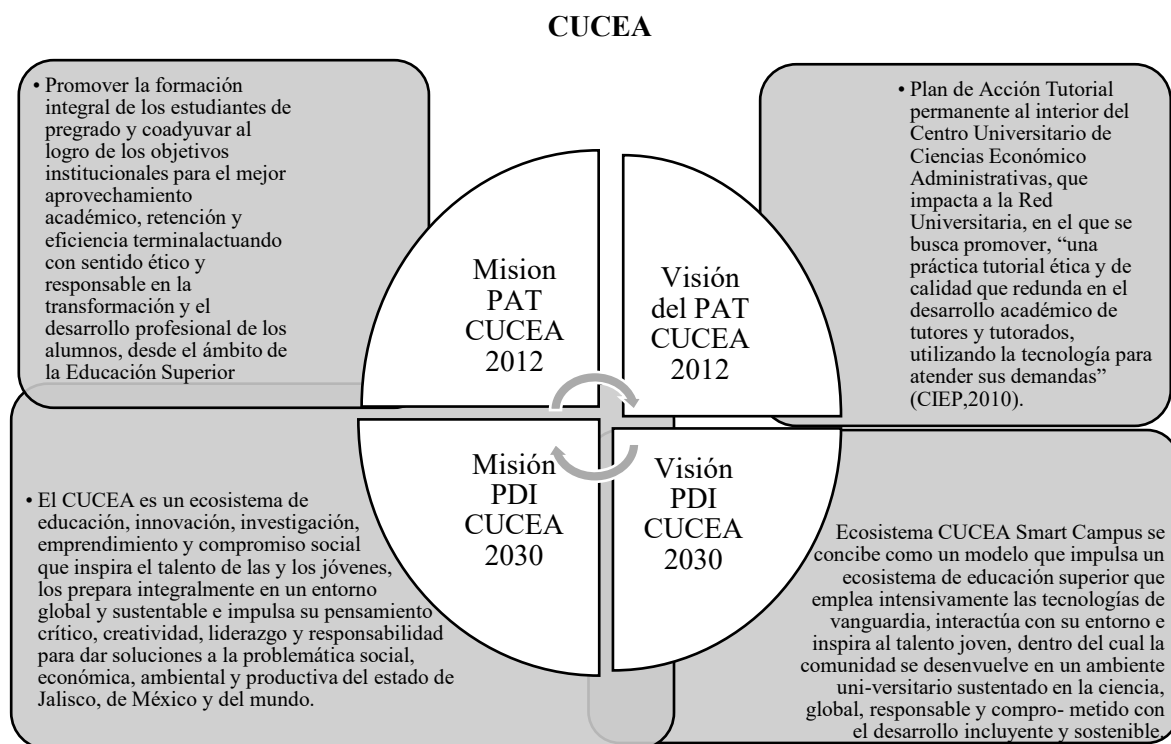 CUCEA
• Promover la formación
integral de los estudiantes de
pregrado y coadyuvar al
logro de los objetivos
institucionales para el mejor
aprovechamiento
académico, retención y
eficiencia terminalactuando
con sentido ético y
responsable en la
transformación y el
desarrollo profesional de los
alumnos, desde el ámbito de
la Educación Superior
Mision
PAT
CUCEA
2012
Visión
del PAT
CUCEA
2012
• Plan de Acción Tutorial
permanente al interior del
Centro Universitario de
Ciencias Económico
Administrativas, que
impacta a la Red
Universitaria, en el que se
busca promover, “una
práctica tutorial ética y de
calidad que redunda en el
desarrollo académico de
tutores y tutorados,
utilizando la tecnología para
atender sus demandas”
(CIEP,2010).
• El CUCEA es un ecosistema de
educación, innovación, investigación,
emprendimiento y compromiso social
que inspira el talento de las y los jóvenes,
los prepara integralmente en un entorno
global y sustentable e impulsa su pensamiento
crítico, creatividad, liderazgo y responsabilidad
para dar soluciones a la problemática social,
económica, ambiental y productiva del estado de
Jalisco, de México y del mundo.
Misión
PDI
CUCEA
2030
Visión
PDI
CUCEA
2030
Ecosistema CUCEA Smart Campus se
concibe como un modelo que impulsa un
ecosistema de educación superior que
emplea intensivamente las tecnologías de
vanguardia, interactúa con su entorno e
inspira al talento joven, dentro del cual la
comunidad se desenvuelve en un ambiente
uni-versitario sustentado en la ciencia,
global, responsable y compro- metido con
el desarrollo incluyente y sostenible.